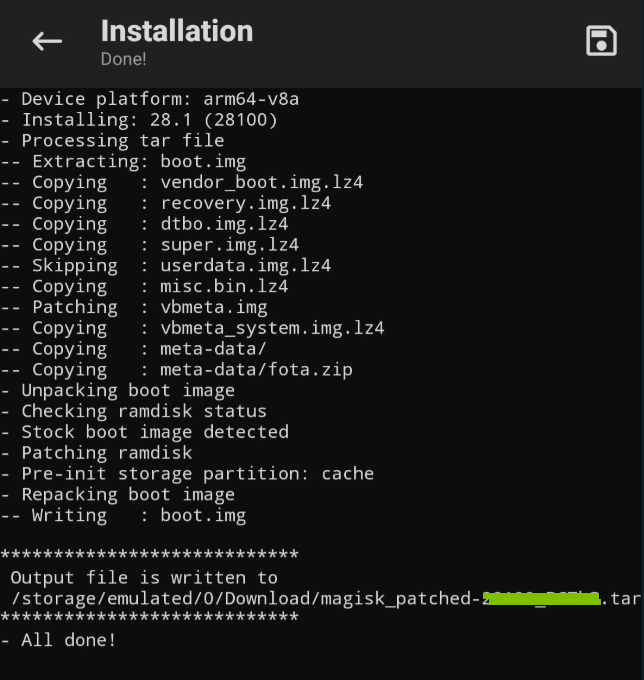 Installation
Done!
- Device platform: arm64-v8a
- Installing: 28.1 (28100)
- Processing tar file
-- Extracting: boot.img
-- Copying   : vendor_boot.img.lz4
-- Copying   : recovery.img.lz4
-- Copying   : dtbo.img.lz4
-- Copying   : super.img.lz4
-- Skipping  : userdata.img.lz4
-- Copying   : misc.bin.lz4
-- Patching  : vbmeta.img
-- Copying   : vbmeta_system.img.lz4
-- Copying   : meta-data/
-- Copying   : meta-data/fota.zip
- Unpacking boot image
- Checking ramdisk status
- Stock boot image detected
- Patching ramdisk
- Pre-init storage partition: cache
- Repacking boot image
-- Writing   : boot.img
****************************
Output file is written to
/storage/emulated/0/Download/magisk_patched- .tar
****************************
- All done!